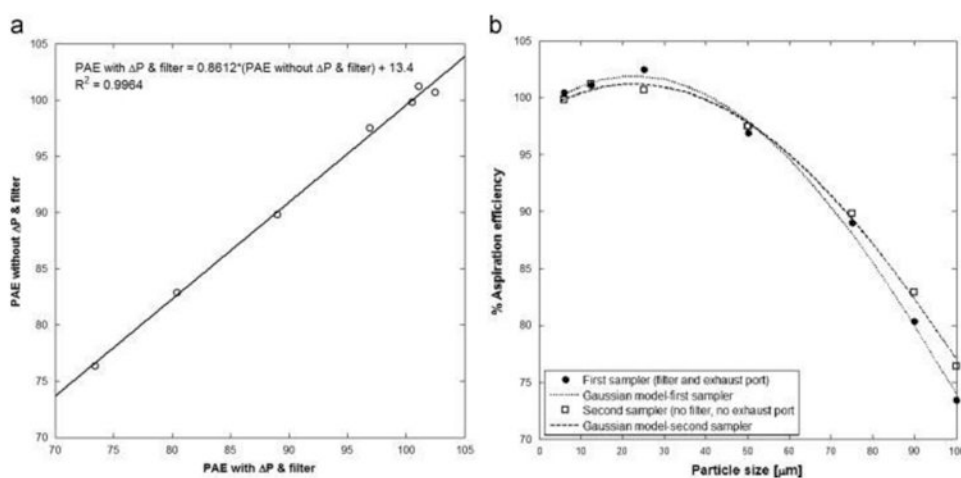 a
PAE with ΔP & filter = 0.8612*(PAE without ΔP & filter) + 13.4
R² = 0.9964
105
100
95
90
85
80
75
70
PAE without ΔP & filter
70 75 80 85 90 95 100 105
PAE with ΔP & filter
b
105
100
95
90
85
80
75
70
% Aspiration efficiency
First sampler (filter and exhaust port)
Gaussian model-first sampler
Second sampler (no filter, no exhaust port
Gaussian model-second sampler
0 10 20 30 40 50 60 70 80 90 100
Particle size [µm]